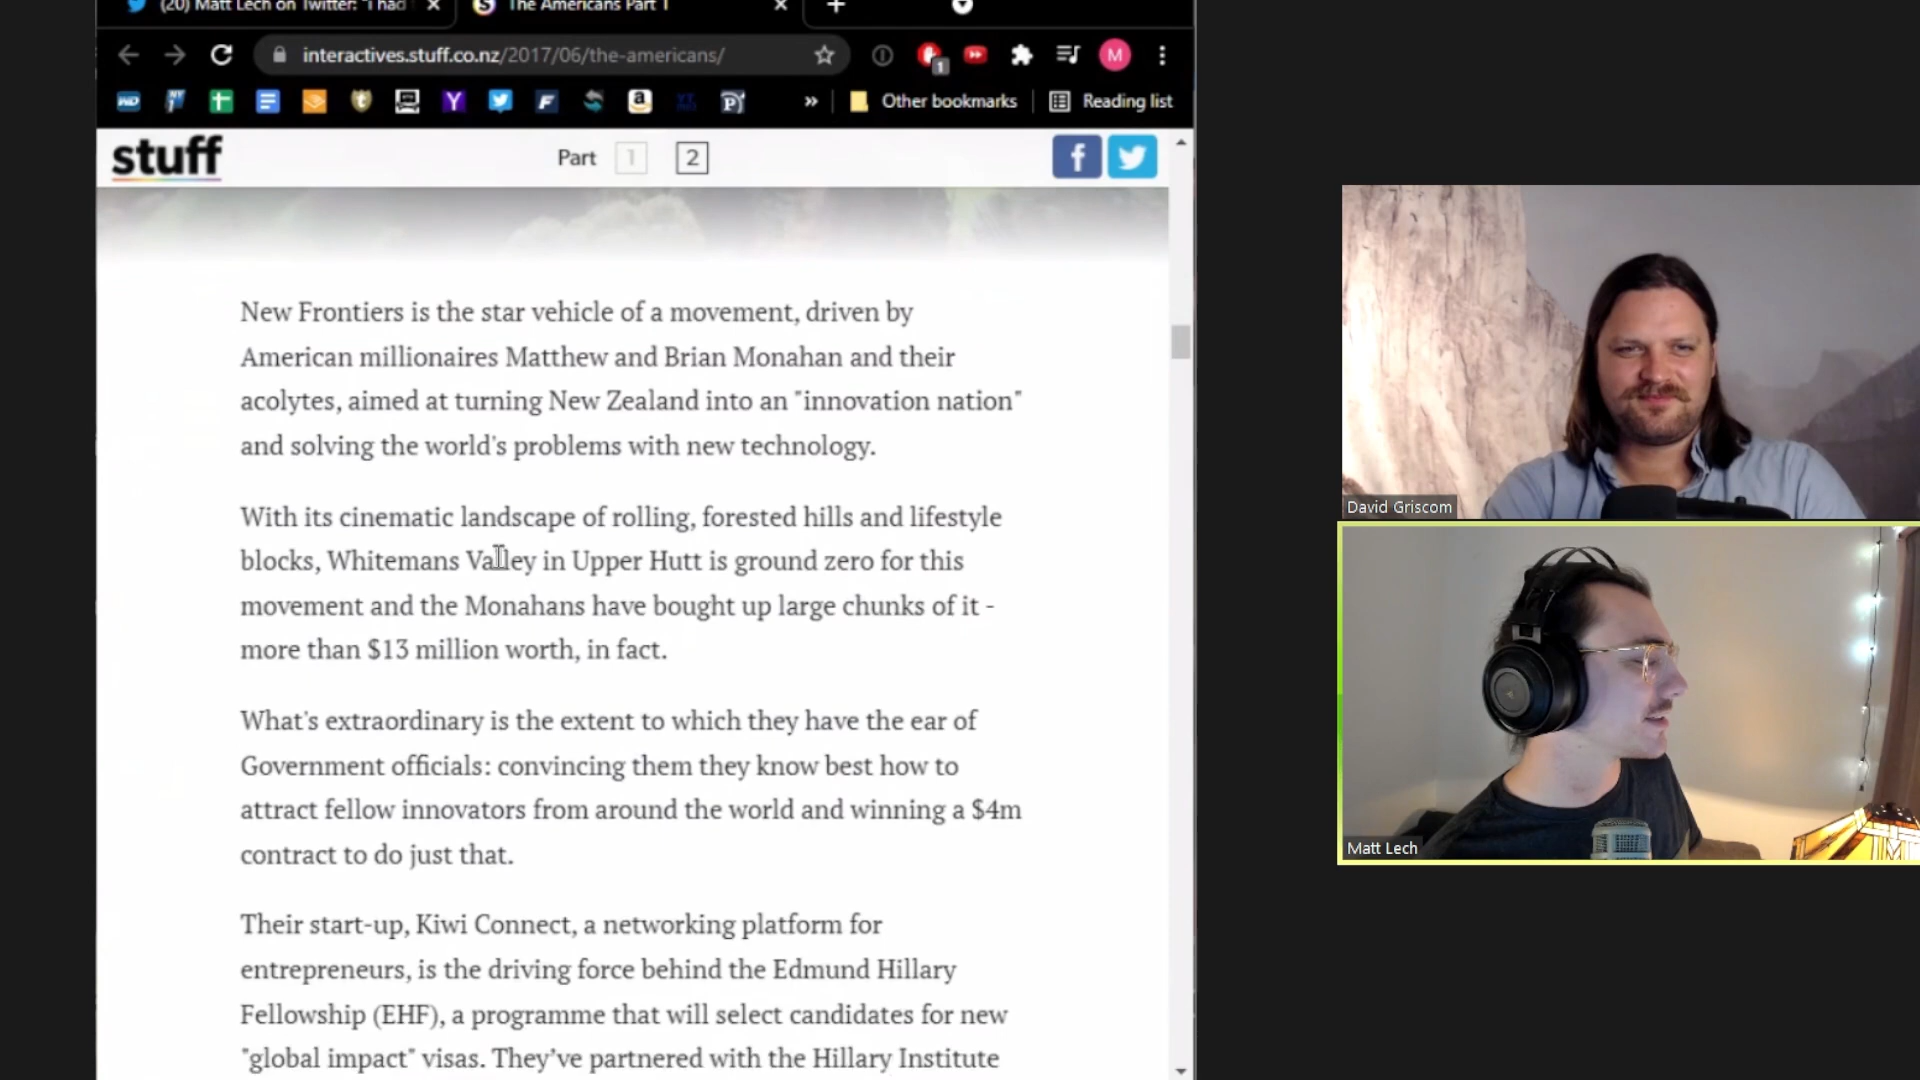 (20) Matt Lech on Twitter: "I had
The Americans Part 1
interactives.stuff.co.nz/2017/06/the-americans/
1
M
Other bookmarks
Reading list
stuff
Part 1 2
New Frontiers is the star vehicle of a movement, driven by
American millionaires Matthew and Brian Monahan and their
acolytes, aimed at turning New Zealand into an "innovation nation"
and solving the world's problems with new technology.
With its cinematic landscape of rolling, forested hills and lifestyle
blocks, Whitemans Valley in Upper Hutt is ground zero for this
movement and the Monahans have bought up large chunks of it -
more than $13 million worth, in fact.
What's extraordinary is the extent to which they have the ear of
Government officials: convincing them they know best how to
attract fellow innovators from around the world and winning a $4m
contract to do just that.
Their start-up, Kiwi Connect, a networking platform for
entrepreneurs, is the driving force behind the Edmund Hillary
Fellowship (EHF), a programme that will select candidates for new
"global impact" visas. They've partnered with the Hillary Institute
David Griscom
Matt Lech